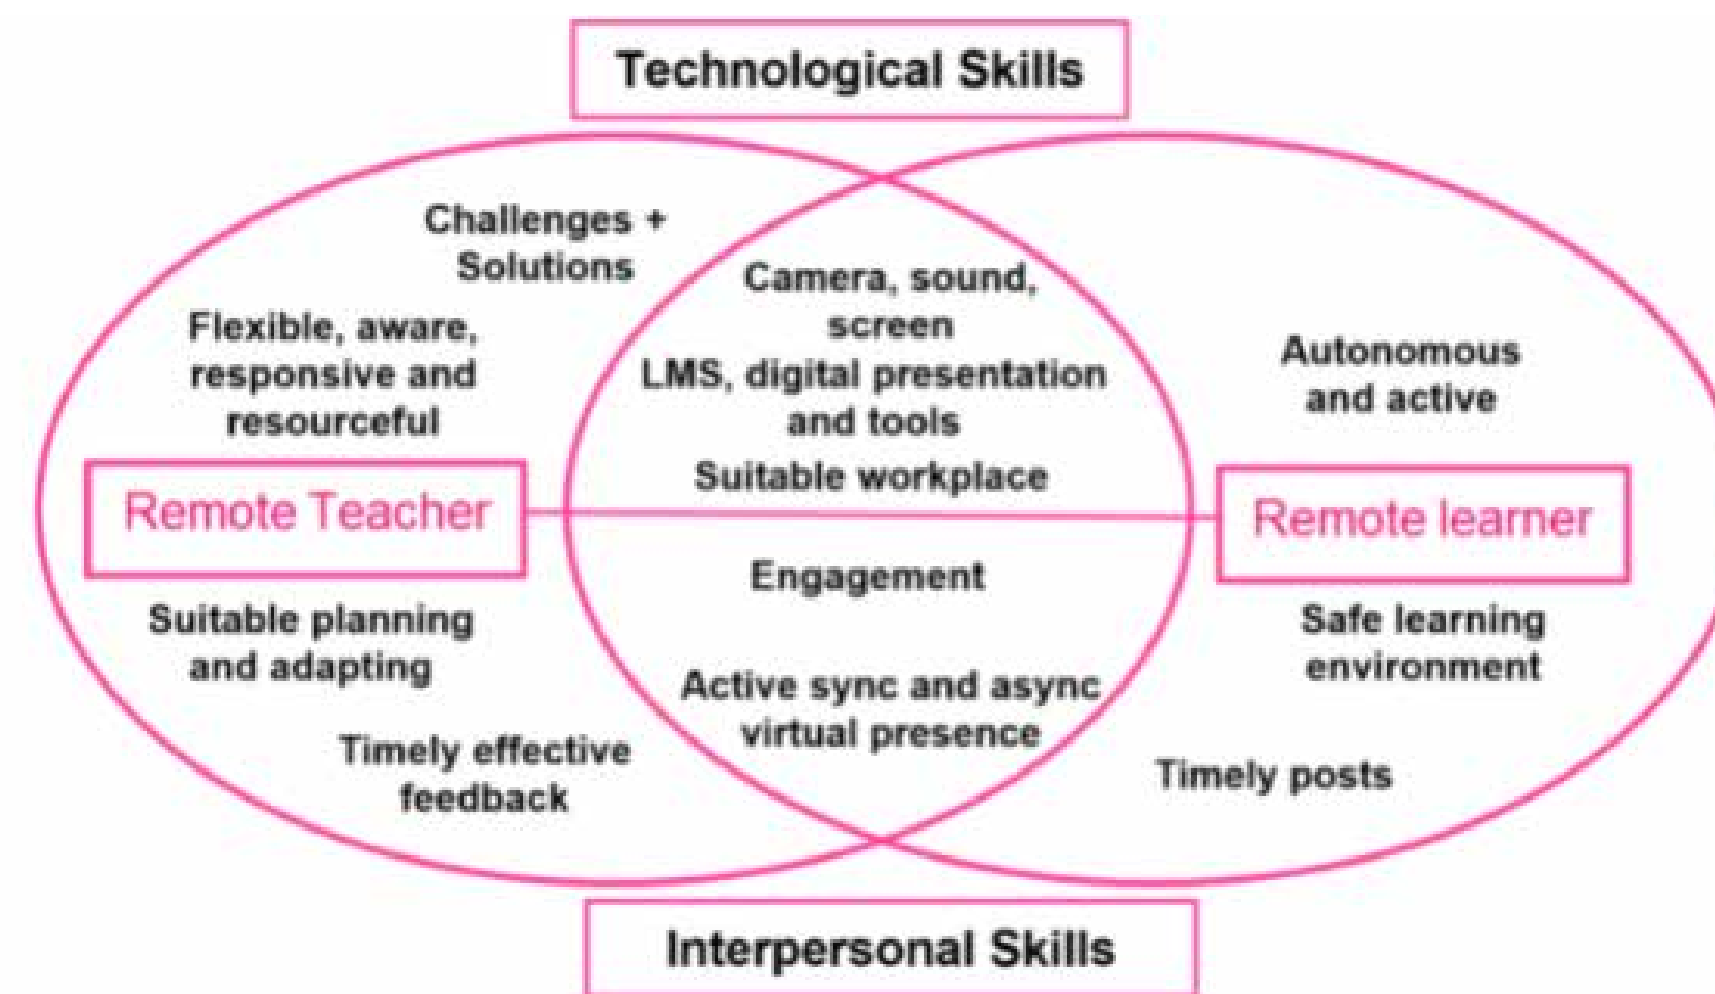 Technological Skills
Challenges +
Solutions
Flexible, aware,
responsive and
resourceful
Remote Teacher
Suitable planning
and adapting
Timely effective
feedback
Camera, sound,
screen
LMS, digital presentation
and tools
Suitable workplace
Engagement
Active sync and async
virtual presence
Autonomous
and active
Remote learner
Safe learning
environment
Timely posts
Interpersonal Skills